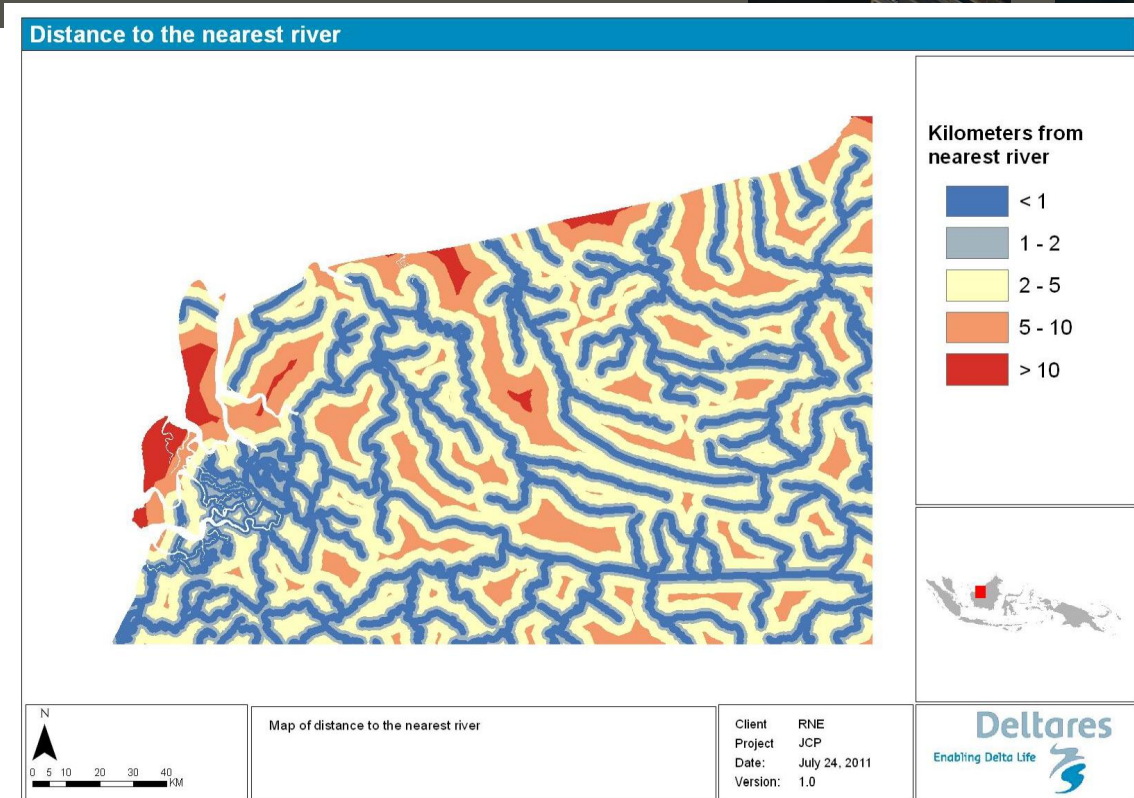 Distance to the nearest river
Kilometers from
nearest river
< 1
1 - 2
2 - 5
5 - 10
> 10
N
0 5 10 20 30 40
KM
Map of distance to the nearest river
Client RNE
Project JCP
Date: July 24, 2011
Version: 1.0
Deltares
Enabling Delta Life